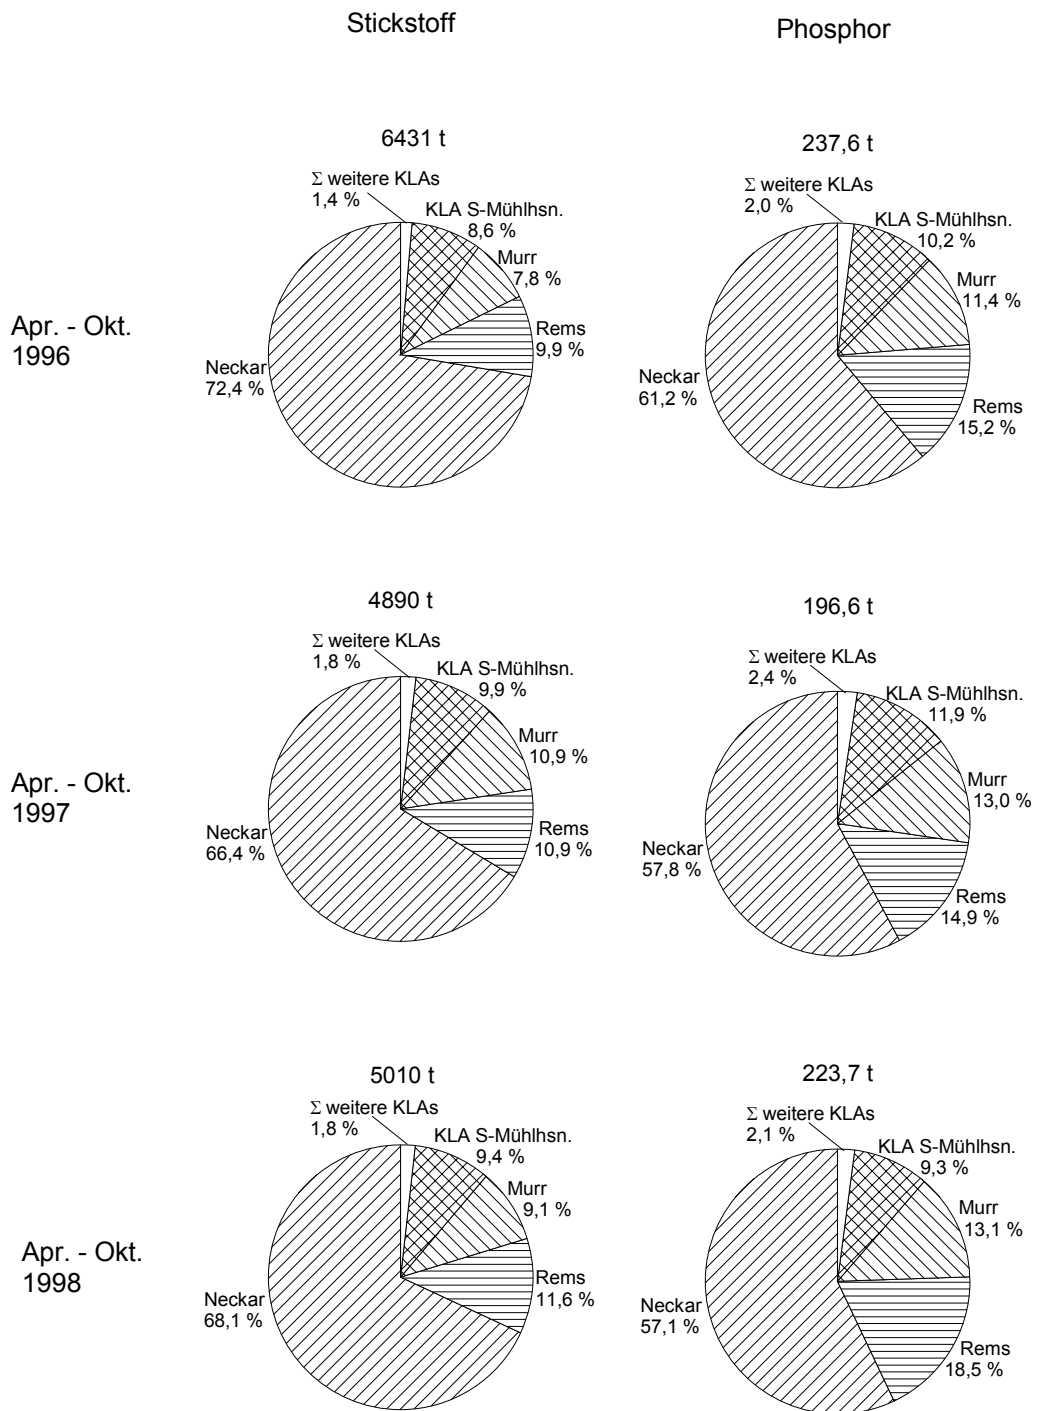 Stickstoff
Phosphor
Apr. - Okt.
1996
6431 t
Σ weitere KLAs
1,4 %
KLA S-Mühlhsn.
8,6 %
Murr
7,8 %
Rems
9,9 %
Neckar
72,4 %
237,6 t
Σ weitere KLAs
2,0 %
KLA S-Mühlhsn.
10,2 %
Murr
11,4 %
Rems
15,2 %
Neckar
61,2 %
Apr. - Okt.
1997
4890 t
Σ weitere KLAs
1,8 %
KLA S-Mühlhsn.
9,9 %
Murr
10,9 %
Rems
10,9 %
Neckar
66,4 %
196,6 t
Σ weitere KLAs
2,4 %
KLA S-Mühlhsn.
11,9 %
Murr
13,0 %
Rems
14,9 %
Neckar
57,8 %
Apr. - Okt.
1998
5010 t
Σ weitere KLAs
1,8 %
KLA S-Mühlhsn.
9,4 %
Murr
9,1 %
Rems
11,6 %
Neckar
68,1 %
223,7 t
Σ weitere KLAs
2,1 %
KLA S-Mühlhsn.
9,3 %
Murr
13,1 %
Rems
18,5 %
Neckar
57,1 %